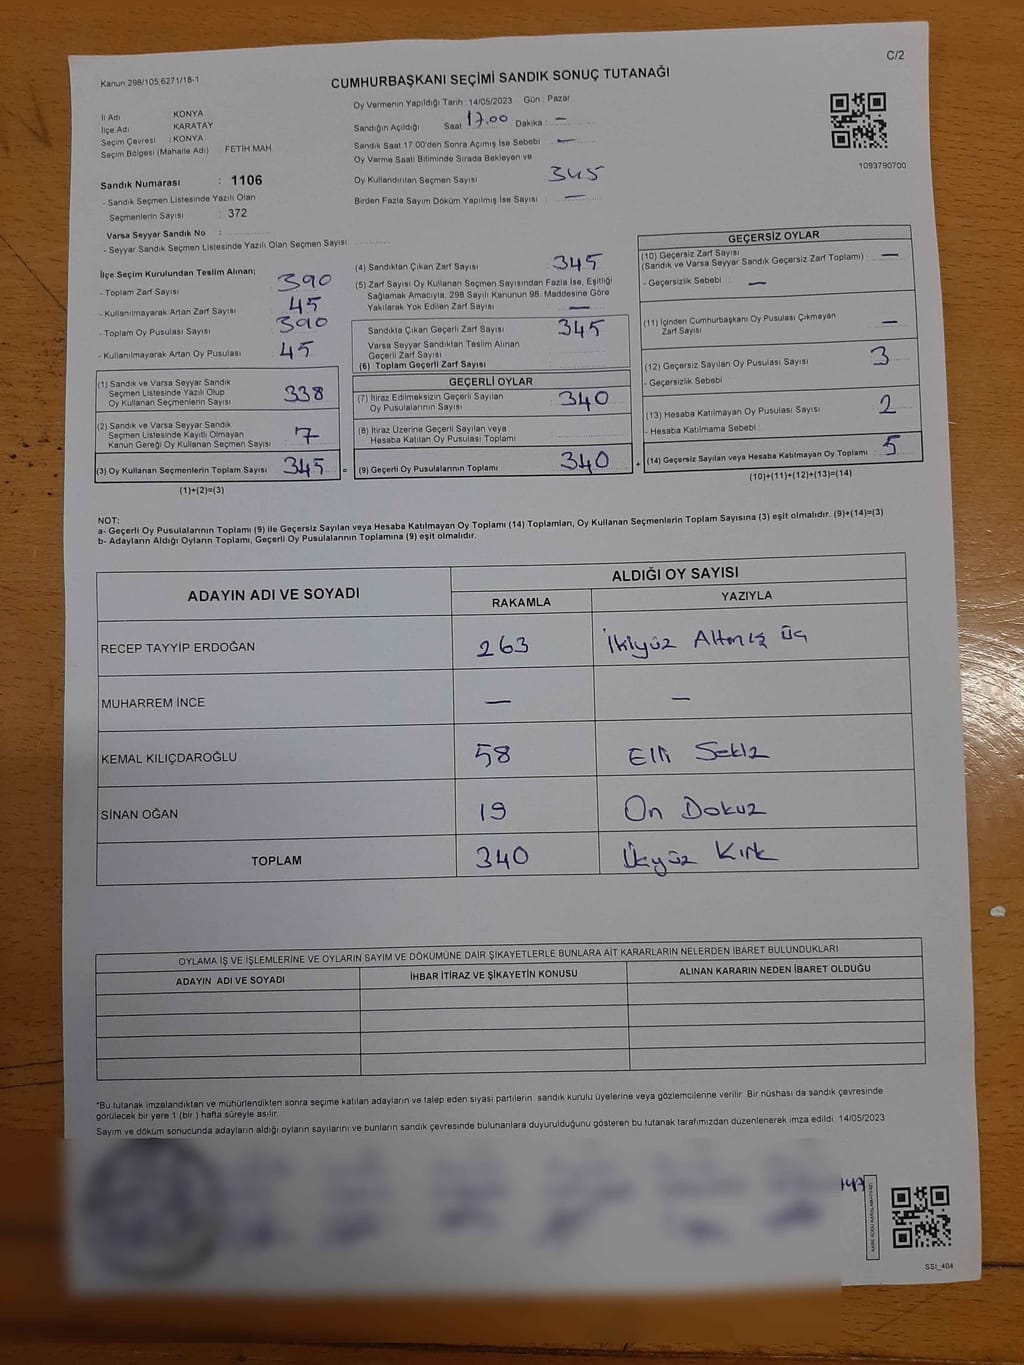 C/2
Kanun:298/105,6271/18-1
CUMHURBAŞKANI SEÇİMİ SANDIK SONUÇ TUTANAĞI
Oy Vermenin Yapıldığı Tarih :14/05/2023 Gün : Pazar
İl Adı : KONYA
İlçe Adı : KARATAY
Seçim Çevresi : KONYA
Seçim Bölgesi (Mahalle Adı) : FETİH MAH
Sandığın Açıldığı Saat 17.00 Dakika : —
Sandık Saat 17:00'den Sonra Açımış İse Sebebi : —
Oy Verme Saati Bitiminde Sırada Bekleyen ve
Oy Kullandırılan Seçmen Sayısı : 345
Birden Fazla Sayım Döküm Yapılmış İse Sayısı : —
1093790700
Sandık Numarası : 1106
- Sandık Seçmen Listesinde Yazılı Olan
Seçmenlerin Sayısı : 372
Varsa Seyyar Sandık No :
- Seyyar Sandık Seçmen Listesinde Yazılı Olan Seçmen Sayısı:
İlçe Seçim Kurulundan Teslim Alınan;
- Toplam Zarf Sayısı 390
- Kullanılmayarak Artan Zarf Sayısı 45
- Toplam Oy Pusulası Sayısı 390
- Kullanılmayarak Artan Oy Pusulası 45
(1) Sandık ve Varsa Seyyar Sandık
Seçmen Listesinde Yazılı Olup
Oy Kullanan Seçmenlerin Sayısı 338
(2) Sandık ve Varsa Seyyar Sandık
Seçmen Listesinde Kayıtlı Olmayan
Kanun Gereği Oy Kullanan Seçmen Sayısı 7
(3) Oy Kullanan Seçmenlerin Toplam Sayısı 345 =
(1)+(2)=(3)
(4) Sandıktan Çıkan Zarf Sayısı 345
(5) Zarf Sayısı Oy Kullanan Seçmen Sayısından Fazla İse, Eşitliği
Sağlamak Amacıyla, 298 Sayılı Kanunun 98. Maddesine Göre
Yakılarak Yok Edilen Zarf Sayısı —
Sandıkta Çıkan Geçerli Zarf Sayısı 345
Varsa Seyyar Sandıktan Teslim Alınan
Geçerli Zarf Sayısı
(6) Toplam Geçerli Zarf Sayısı
GEÇERLİ OYLAR
(7) İtiraz Edilmeksizin Geçerli Sayılan
Oy Pusulalarının Sayısı 340
(8) İtiraz Üzerine Geçerli Sayılan veya
Hesaba Katılan Oy Pusulası Toplamı
(9) Geçerli Oy Pusulalarının Toplamı 340 +
GEÇERSİZ OYLAR
(10) Geçersiz Zarf Sayısı
(Sandık ve Varsa Seyyar Sandık Geçersiz Zarf Toplamı) : —
- Geçersizlik Sebebi : —
(11) İçinden Cumhurbaşkanı Oy Pusulası Çıkmayan
Zarf Sayısı —
(12) Geçersiz Sayılan Oy Pusulası Sayısı 3
- Geçersizlik Sebebi
(13) Hesaba Katılmayan Oy Pusulası Sayısı 2
- Hesaba Katılmama Sebebi :
(14) Geçersiz Sayılan veya Hesaba Katılmayan Oy Toplamı : 5
(10)+(11)+(12)+(13)=(14)
NOT:
a- Geçerli Oy Pusulalarının Toplamı (9) ile Geçersiz Sayılan veya Hesaba Katılmayan Oy Toplamı (14) Toplamları, Oy Kullanan Seçmenlerin Toplam Sayısına (3) eşit olmalıdır. (9)+(14)=(3)
b- Adayların Aldığı Oyların Toplamı, Geçerli Oy Pusulalarının Toplamına (9) eşit olmalıdır.
ADAYIN ADI VE SOYADI ALDIĞI OY SAYISI
RAKAMLA YAZIYLA
RECEP TAYYİP ERDOĞAN 263 İkiyüz Altmış üç
MUHARREM İNCE — —
KEMAL KILIÇDAROĞLU 58 Elli Sekiz
SİNAN OĞAN 19 On Dokuz
TOPLAM 340 Üçyüz Kırk
OYLAMA İŞ VE İŞLEMLERİNE VE OYLARIN SAYIM VE DÖKÜMÜNE DAİR ŞİKAYETLERLE BUNLARA AİT KARARLARIN NELERDEN İBARET BULUNDUKLARI
ADAYIN ADI VE SOYADI İHBAR İTİRAZ VE ŞİKAYETİN KONUSU ALINAN KARARIN NEDEN İBARET OLDUĞU
*Bu tutanak imzalandıktan ve mühürlendikten sonra seçime katılan adayların ve talep eden siyasi partilerin sandık kurulu üyelerine veya gözlemcilerine verilir. Bir nüshası da sandık çevresinde
görülecek bir yere 1 (bir ) hafta süreyle asılır.
Sayım ve döküm sonucunda adayların aldığı oyların sayılarını ve bunların sandık çevresinde bulunanlara duyurulduğunu gösteren bu tutanak tarafımızdan düzenlenerek imza edildi. 14/05/2023
KARE KODU KARALAMAYINIZ!
SSI_404